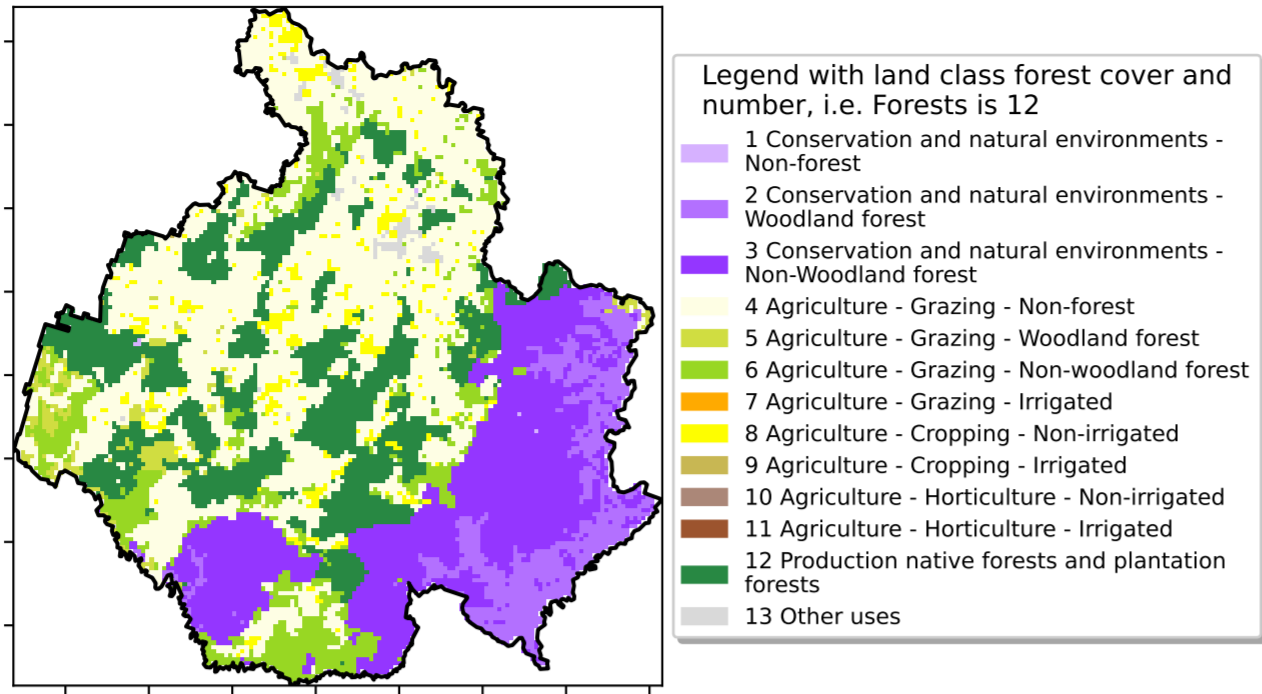 Legend with land class forest cover and
number, i.e. Forests is 12
1 Conservation and natural environments -
Non-forest
2 Conservation and natural environments -
Woodland forest
3 Conservation and natural environments -
Non-Woodland forest
4 Agriculture - Grazing - Non-forest
5 Agriculture - Grazing - Woodland forest
6 Agriculture - Grazing - Non-woodland forest
7 Agriculture - Grazing - Irrigated
8 Agriculture - Cropping - Non-irrigated
9 Agriculture - Cropping - Irrigated
10 Agriculture - Horticulture - Non-irrigated
11 Agriculture - Horticulture - Irrigated
12 Production native forests and plantation
forests
13 Other uses